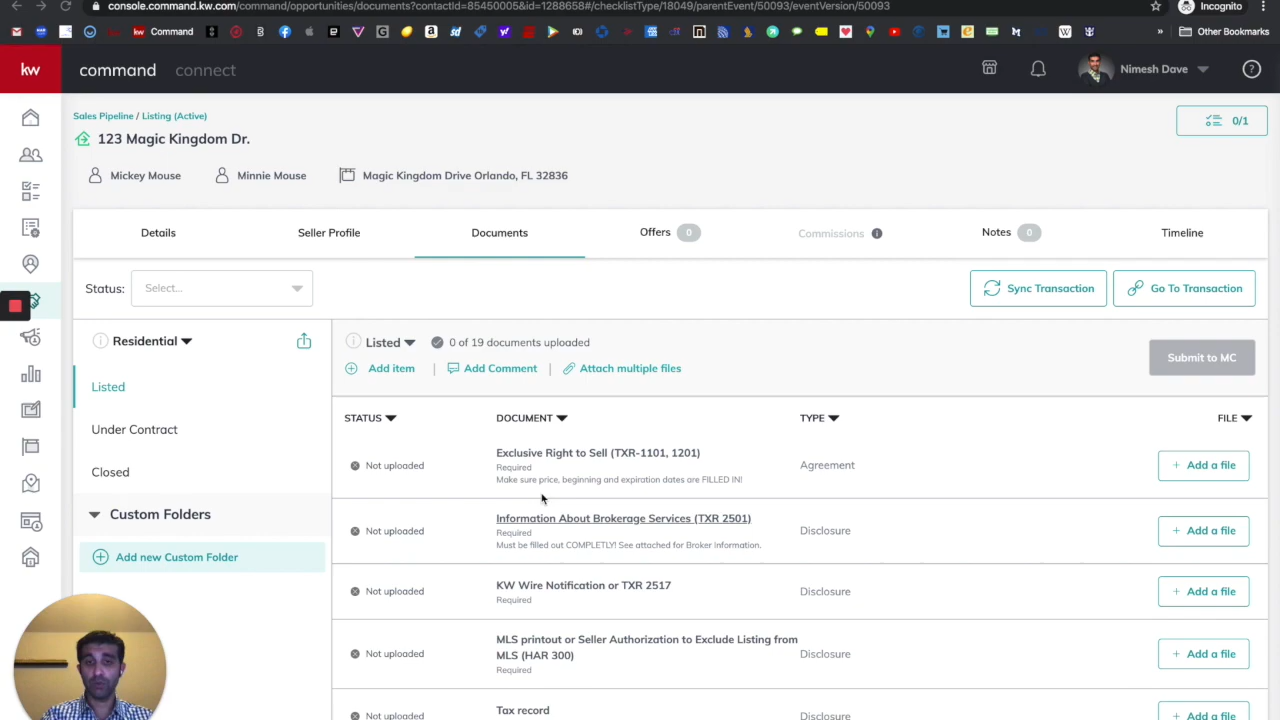 console.command.kw.com/command/opportunities/documents?contactId=85450005&id=1288658#/checklistType/18049/parentEvent/50093/eventVersion/50093
Incognito
Command
Other Bookmarks
kw
command
connect
Nimesh Dave
Sales Pipeline / Listing (Active)
0/1
123 Magic Kingdom Dr.
Mickey Mouse
Minnie Mouse
Magic Kingdom Drive Orlando, FL 32836
Details
Seller Profile
Documents
Offers 0
Commissions
Notes 0
Timeline
Status:
Select...
Sync Transaction
Go To Transaction
Residential
Listed
0 of 19 documents uploaded
Submit to MC
Add item
Add Comment
Attach multiple files
Listed
Under Contract
Closed
Custom Folders
Add new Custom Folder
STATUS
DOCUMENT
TYPE
FILE
Not uploaded
Exclusive Right to Sell (TXR-1101, 1201)
Required
Make sure price, beginning and expiration dates are FILLED IN!
Agreement
+ Add a file
Not uploaded
Information About Brokerage Services (TXR 2501)
Required
Must be filled out COMPLETLY! See attached for Broker Information.
Disclosure
+ Add a file
Not uploaded
KW Wire Notification or TXR 2517
Required
Disclosure
+ Add a file
Not uploaded
MLS printout or Seller Authorization to Exclude Listing from
MLS (HAR 300)
Required
Disclosure
+ Add a file
Not uploaded
Tax record
Disclosure
+ Add a file